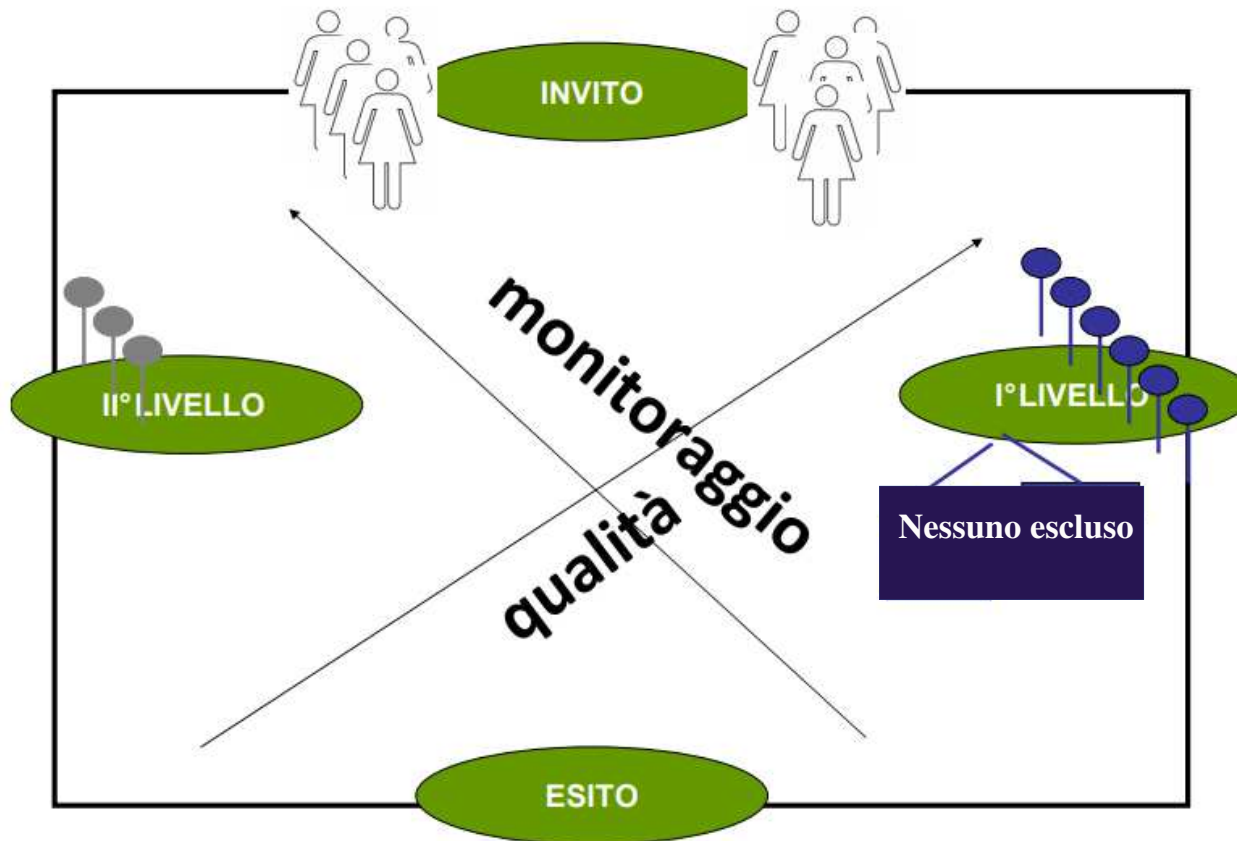 INVITO
monitoraggio
II°LIVELLO
I°LIVELLO
qualità
Nessuno escluso
ESITO